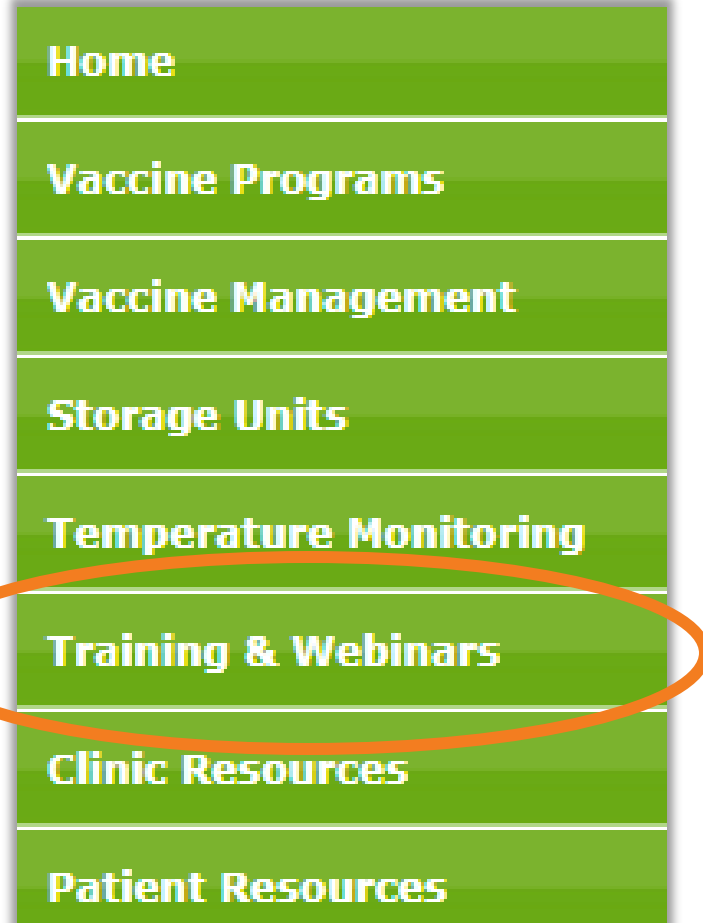 Home
Vaccine Programs
Vaccine Management
Storage Units
Temperature Monitoring
Training & Webinars
Clinic Resources
Patient Resources